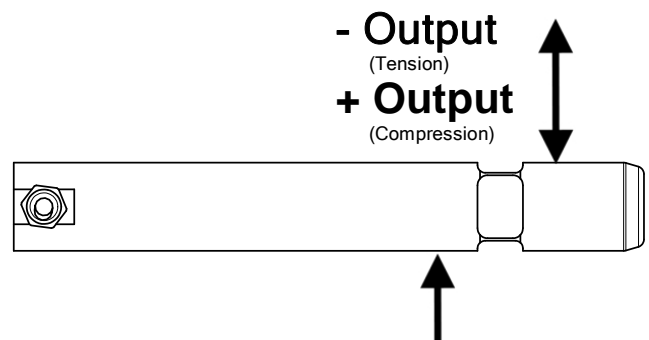 - Output
(Tension)
+ Output
(Compression)